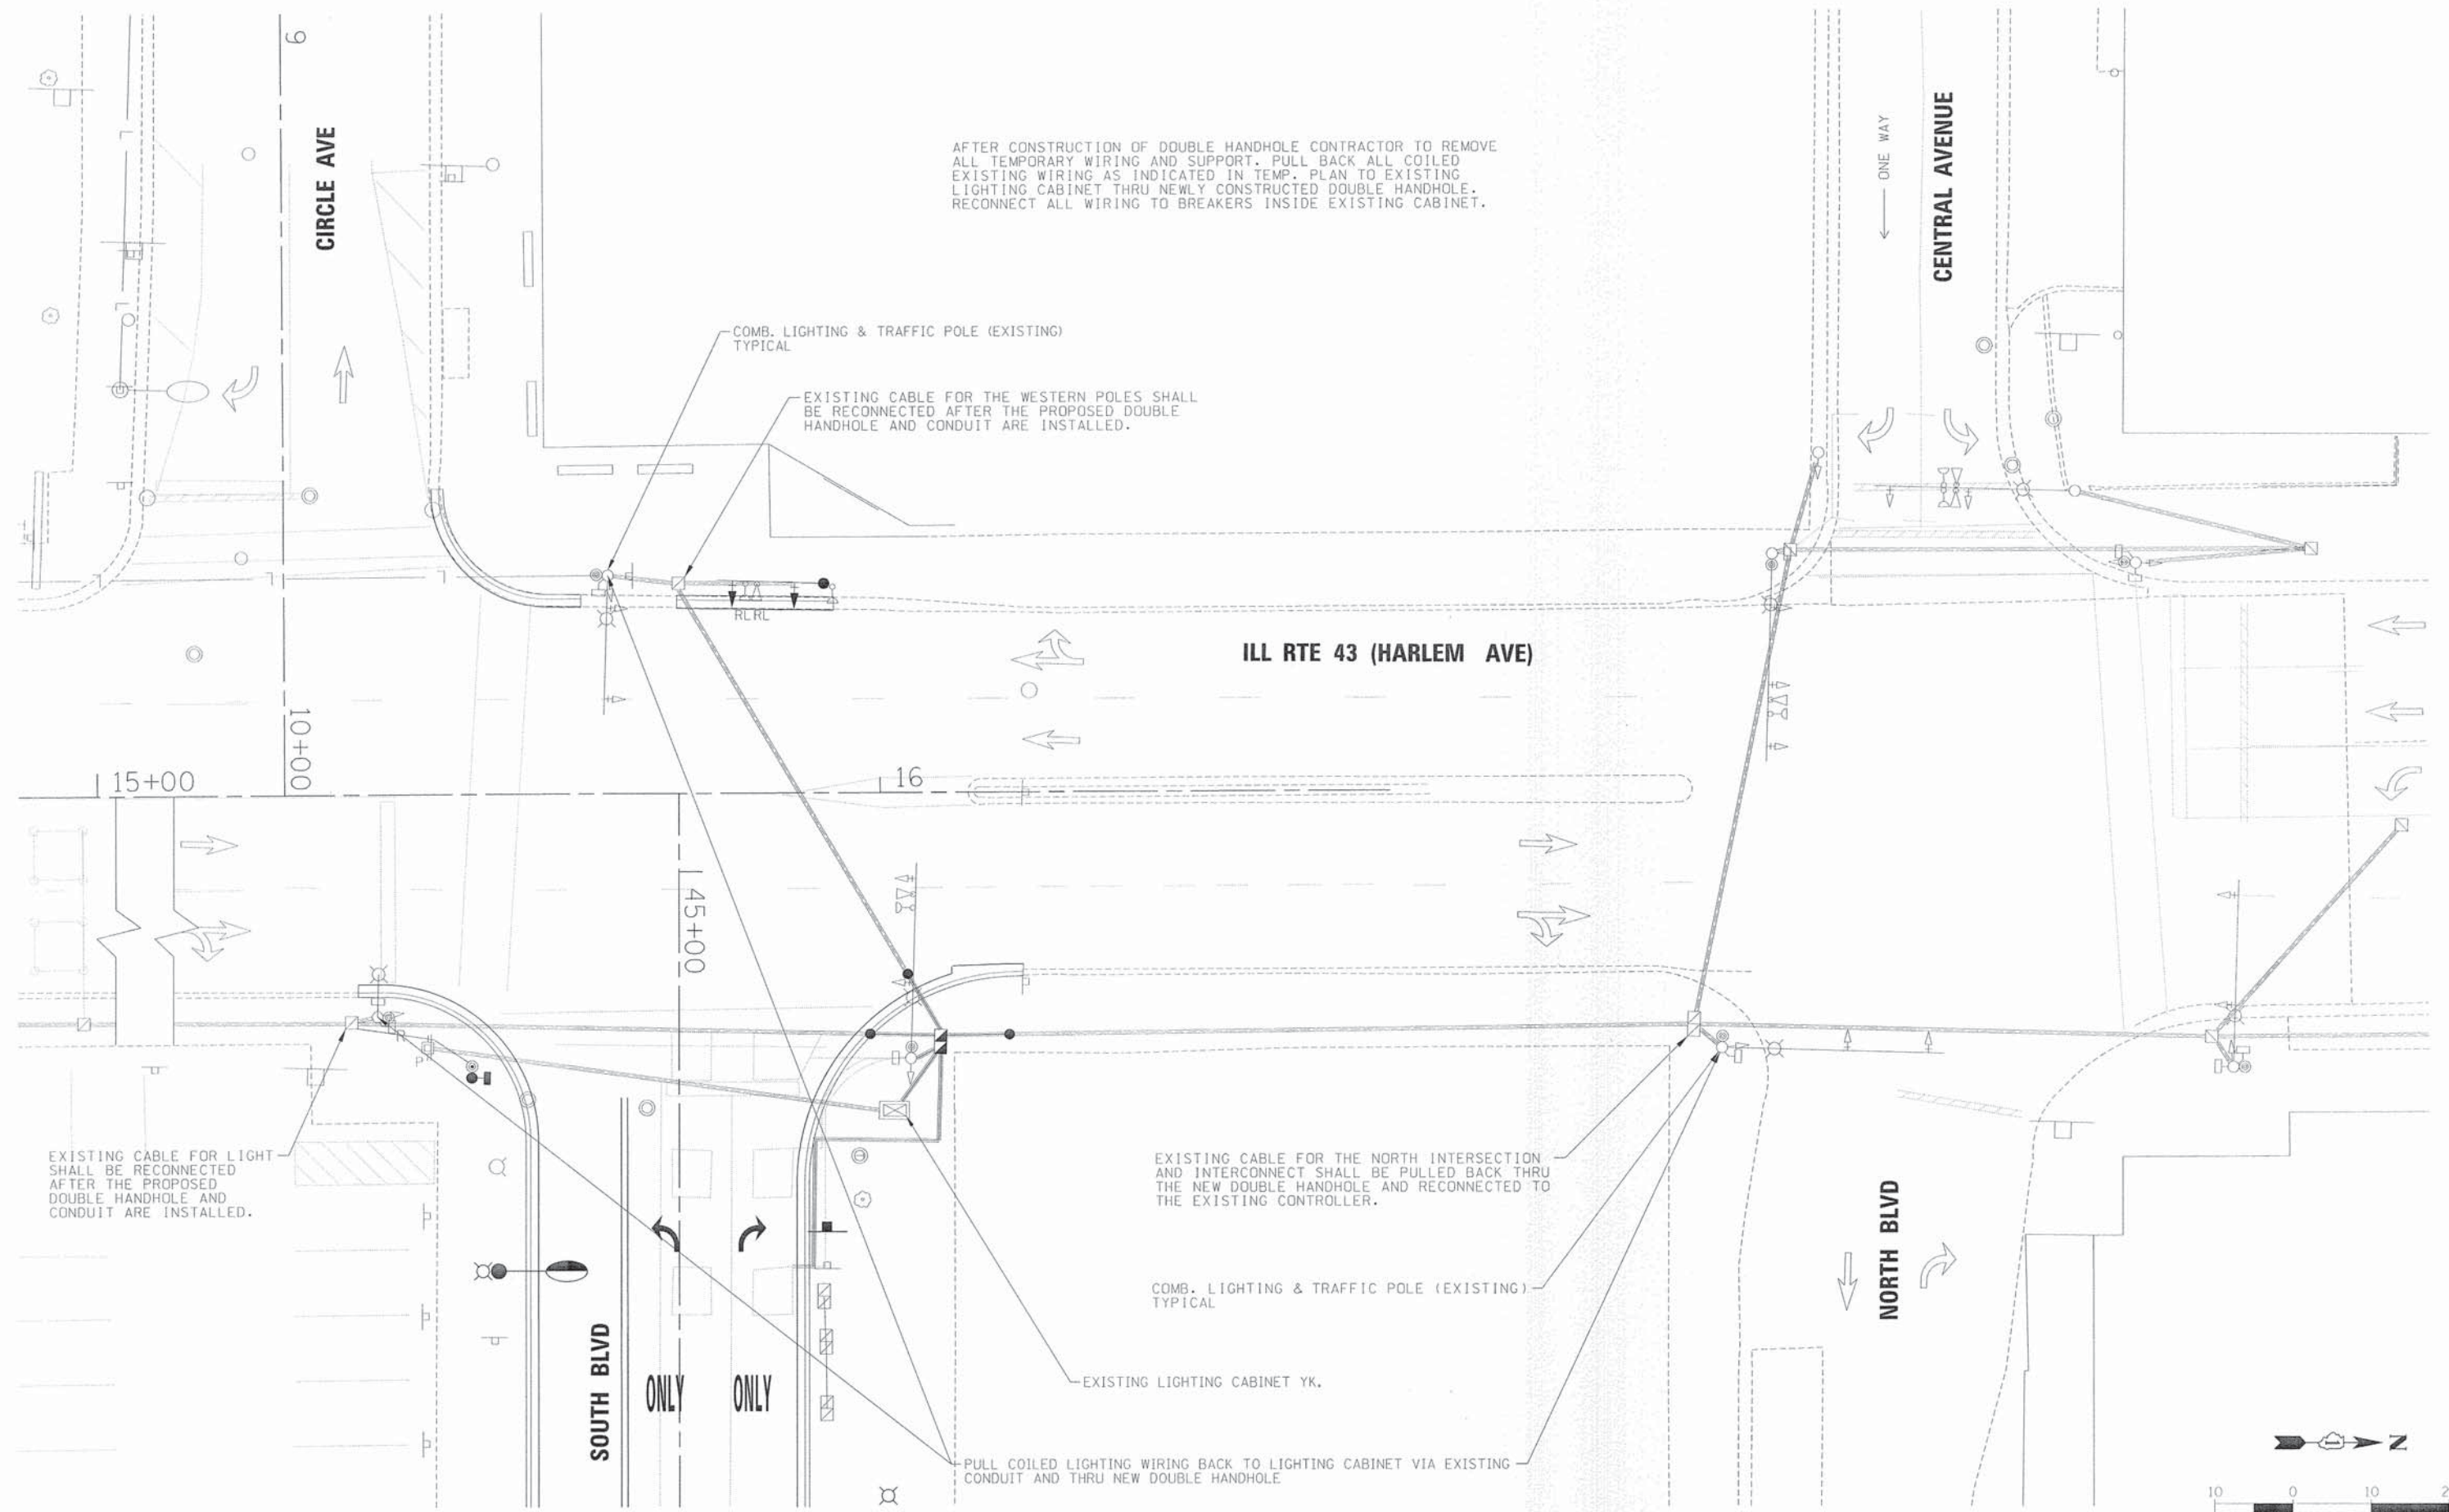 9
CIRCLE AVE
AFTER CONSTRUCTION OF DOUBLE HANDHOLE CONTRACTOR TO REMOVE
ALL TEMPORARY WIRING AND SUPPORT. PULL BACK ALL COILED
EXISTING WIRING AS INDICATED IN TEMP. PLAN TO EXISTING
LIGHTING CABINET THRU NEWLY CONSTRUCTED DOUBLE HANDHOLE.
RECONNECT ALL WIRING TO BREAKERS INSIDE EXISTING CABINET.
ONE WAY
CENTRAL AVENUE
COMB. LIGHTING & TRAFFIC POLE (EXISTING)
TYPICAL
EXISTING CABLE FOR THE WESTERN POLES SHALL
BE RECONNECTED AFTER THE PROPOSED DOUBLE
HANDHOLE AND CONDUIT ARE INSTALLED.
RL RL
ILL RTE 43 (HARLEM AVE)
10+00
15+00
16
45+00
EXISTING CABLE FOR LIGHT
SHALL BE RECONNECTED
AFTER THE PROPOSED
DOUBLE HANDHOLE AND
CONDUIT ARE INSTALLED.
EXISTING CABLE FOR THE NORTH INTERSECTION
AND INTERCONNECT SHALL BE PULLED BACK THRU
THE NEW DOUBLE HANDHOLE AND RECONNECTED TO
THE EXISTING CONTROLLER.
NORTH BLVD
COMB. LIGHTING & TRAFFIC POLE (EXISTING)
TYPICAL
SOUTH BLVD
ONLY
ONLY
EXISTING LIGHTING CABINET YK.
PULL COILED LIGHTING WIRING BACK TO LIGHTING CABINET VIA EXISTING
CONDUIT AND THRU NEW DOUBLE HANDHOLE
N
10 0 10